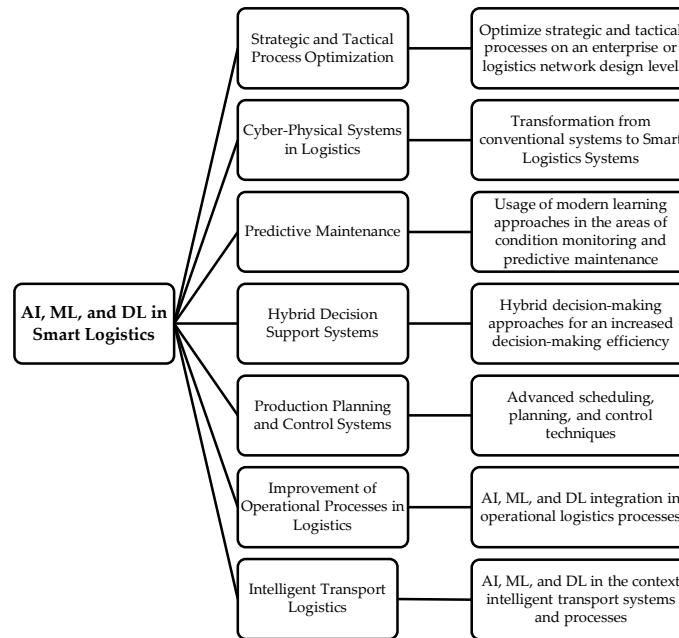 Strategic and Tactical
Process Optimization
Optimize strategic and tactical
processes on an enterprise or
logistics network design level
Cyber-Physical Systems
in Logistics
Transformation from
conventional systems to Smart
Logistics Systems
Predictive Maintenance
Usage of modern learning
approaches in the areas of
condition monitoring and
predictive maintenance
AI, ML, and DL in
Smart Logistics
Hybrid Decision
Support Systems
Hybrid decision-making
approaches for an increased
decision-making efficiency
Production Planning
and Control Systems
Advanced scheduling,
planning, and control
techniques
Improvement of
Operational Processes in
Logistics
AI, ML, and DL integration in
operational logistics processes
Intelligent Transport
Logistics
AI, ML, and DL in the context
intelligent transport systems
and processes